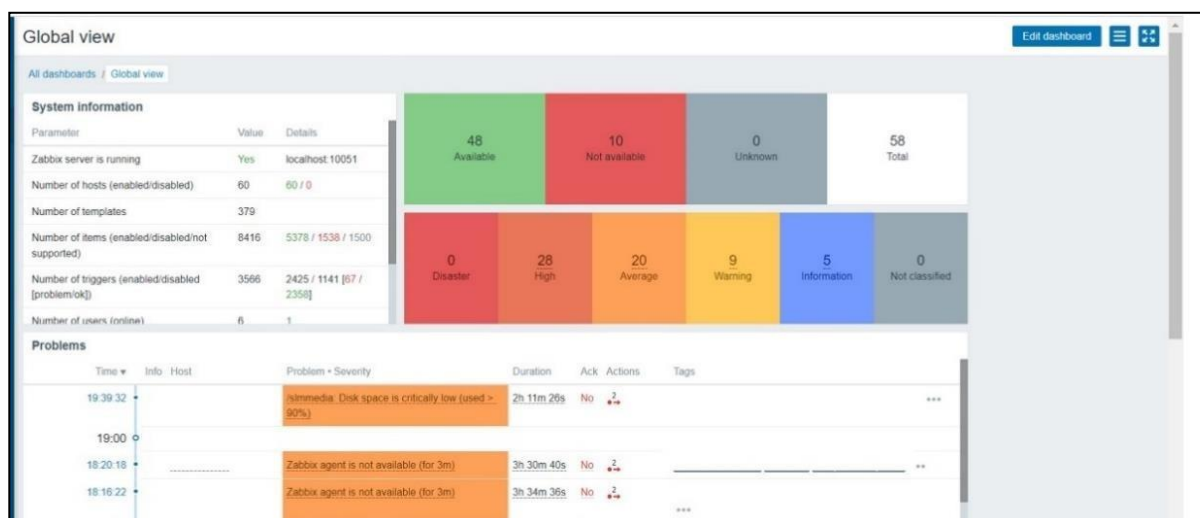 Global view
Edit dashboard
All dashboards / Global view
System information
Parameter Value Details
Zabbix server is running Yes localhost:10051
Number of hosts (enabled/disabled) 60 60 / 0
Number of templates 379
Number of items (enabled/disabled/not supported) 8416 5378 / 1538 / 1500
Number of triggers (enabled/disabled [problem/ok]) 3566 2425 / 1141 [67 / 2358]
Number of users (online) 6 1
48 Available
10 Not available
0 Unknown
58 Total
0 Disaster
28 High
20 Average
9 Warning
5 Information
0 Not classified
Problems
Time ▼ Info Host Problem • Severity Duration Ack Actions Tags
19:39:32 /slmmedia: Disk space is critically low (used > 90%) 2h 11m 26s No 2 •••
19:00
18:20:18 Zabbix agent is not available (for 3m) 3h 30m 40s No 2
18:16:22 Zabbix agent is not available (for 3m) 3h 34m 36s No 2 •••